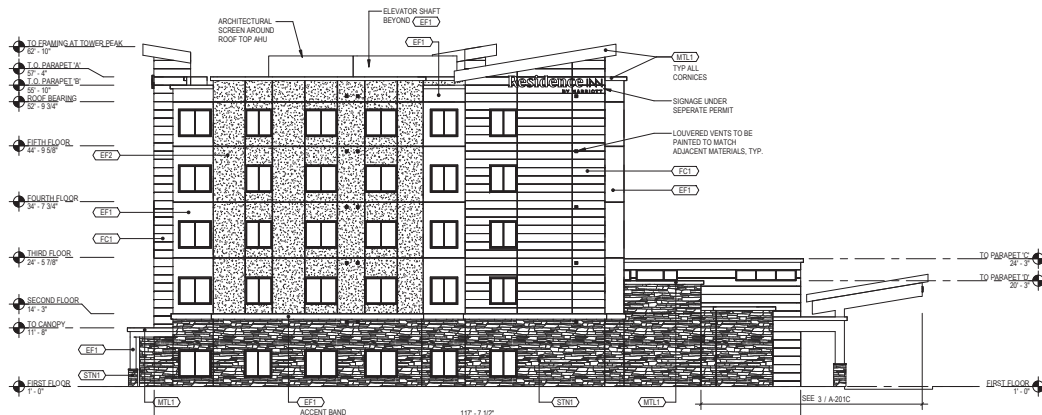 ARCHITECTURAL
SCREEN AROUND
ROOF TOP AHU
ELEVATOR SHAFT
BEYOND EF1
EF1
MTL1
TYP ALL
CORNICES
Residence INN
BY MARRIOTT
SIGNAGE UNDER
SEPERATE PERMIT
LOUVERED VENTS TO BE
PAINTED TO MATCH
ADJACENT MATERIALS, TYP.
FC1
EF1
TO FRAMING AT TOWER PEAK
62' - 10"
T.O. PARAPET 'A'
57' - 4"
T.O. PARAPET 'B'
55' - 10"
ROOF BEARING
52' - 9 3/4"
FIFTH FLOOR
44' - 9 5/8"
EF2
FOURTH FLOOR
34' - 7 3/4"
EF1
FC1
THIRD FLOOR
24' - 5 7/8"
SECOND FLOOR
14' - 3"
TO CANOPY
11' - 8"
EF1
STN1
FIRST FLOOR
1' - 0"
TO PARAPET 'C'
24' - 3"
TO PARAPET 'D'
20' - 3"
FIRST FLOOR
1' - 0"
SEE 3 / A-201C
MTL1
EF1
ACCENT BAND
117' - 7 1/2"
STN1
MTL1